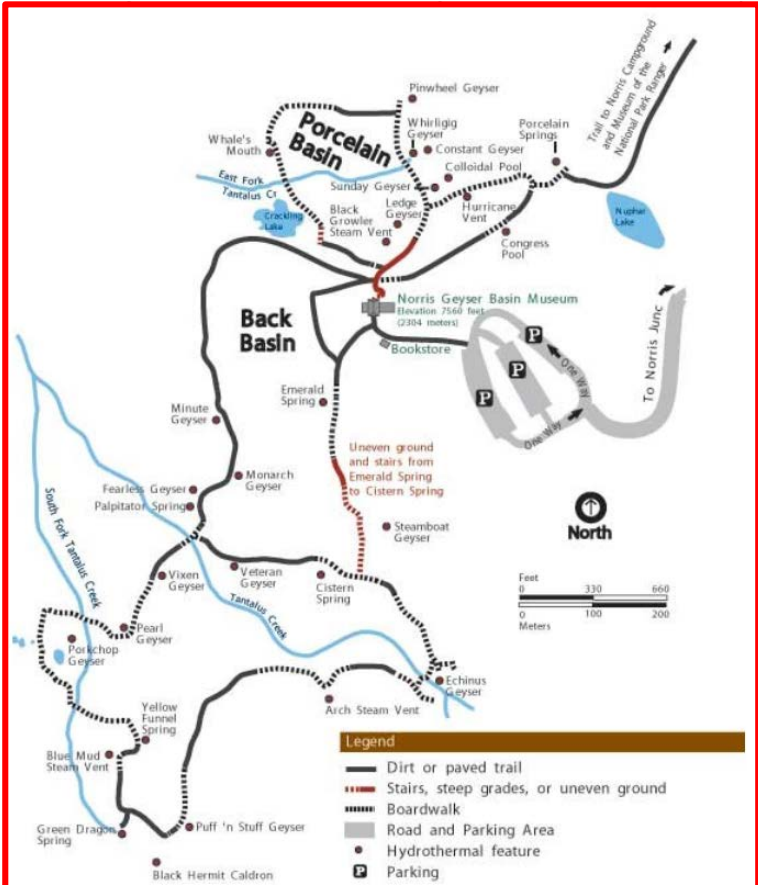 Trail to Norris Campground
and Museum of the
National Park Ranger
Pinwheel Geyser
Porcelain
Basin
Whirligig
Geyser
Porcelain
Springs
Whale's
Mouth
Constant Geyser
Colloidal Pool
East Fork
Tantalus Cr
Sunday Geyser
Ledge
Geyser
Hurricane
Vent
Black
Growler
Steam Vent
Crackling
Lake
Nuphar
Lake
Congress
Pool
Norris Geyser Basin Museum
Elevation 7560 feet
(2304 meters)
Back
Basin
Bookstore
P
P
P
One Way
One Way
To Norris Junc
Emerald
Spring
Minute
Geyser
Uneven ground
and stairs from
Emerald Spring
to Cistern Spring
Monarch
Geyser
Fearless Geyser
Palpitator Spring
South Fork Tantalus Creek
Steamboat
Geyser
North
Vixen
Geyser
Veteran
Geyser
Cistern
Spring
Feet
0 330 660
0 100 200
Meters
Tantalus Creek
Pearl
Geyser
Porkchop
Geyser
Echinus
Geyser
Arch Steam Vent
Yellow
Funnel
Spring
Blue Mud
Steam Vent
Green Dragon
Spring
Puff 'n Stuff Geyser
Black Hermit Caldron
Legend
Dirt or paved trail
Stairs, steep grades, or uneven ground
Boardwalk
Road and Parking Area
Hydrothermal feature
P Parking